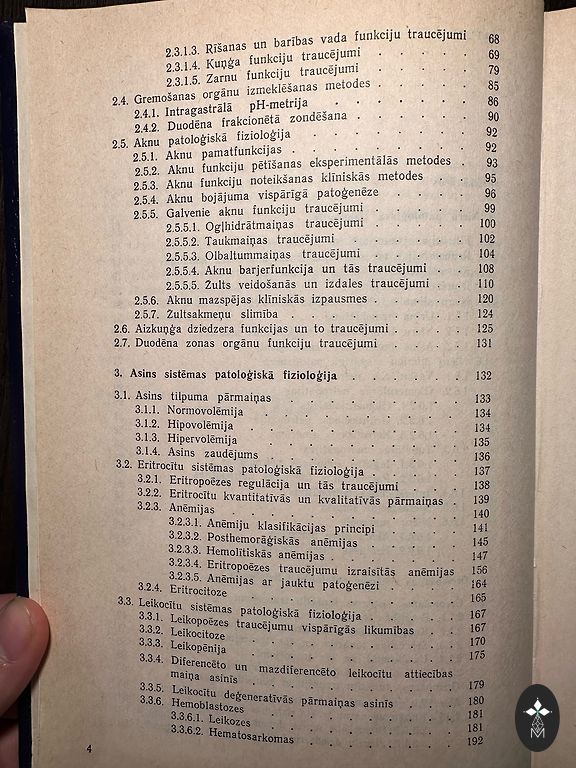 2.3.1.3. Rīšanas un barības vada funkciju traucējumi 68
2.3.1.4. Kuņģa funkciju traucējumi . . . . . 69
2.3.1.5. Zarnu funkciju traucējumi . . . . . 79
2.4. Gremošanas orgānu izmeklēšanas metodes . . . . 85
2.4.1. Intragastrālā pH-metrija . . . . . . 86
2.4.2. Duodēna frakcionētā zondēšana . . . . 90
2.5. Aknu patoloģiskā fizioloģija . . . . . . 92
2.5.1. Aknu pamatfunkcijas . . . . . . . 92
2.5.2. Aknu funkciju pētīšanas eksperimentālās metodes . 93
2.5.3. Aknu funkciju noteikšanas klīniskās metodes . . 95
2.5.4. Aknu bojājuma vispārīgā patoģenēze . . . . 96
2.5.5. Galvenie aknu funkciju traucējumi . . . . 99
2.5.5.1. Ogļhidrātmaiņas traucējumi . . . . 100
2.5.5.2. Taukmaiņas traucējumi . . . . . 102
2.5.5.3. Olbaltummaiņas traucējumi . . . . 104
2.5.5.4. Aknu barjerfunkcija un tās traucējumi . . 108
2.5.5.5. Žults veidošanās un izdales traucējumi . . 110
2.5.6. Aknu mazspējas klīniskās izpausmes . . . . 120
2.5.7. Žultsakmeņu slimība . . . . . . . 124
2.6. Aizkuņģa dziedzera funkcijas un to traucējumi . . . . 125
2.7. Duodēna zonas orgānu funkciju traucējumi . . . . 131
3. Asins sistēmas patoloģiskā fizioloģija . . . . . . 132
3.1. Asins tilpuma pārmaiņas . . . . . . . 133
3.1.1. Normovolēmija . . . . . . . . 134
3.1.2. Hipovolēmija . . . . . . . . 134
3.1.3. Hipervolēmija . . . . . . . . 135
3.1.4. Asins zaudējums . . . . . . . 136
3.2. Eritrocītu sistēmas patoloģiskā fizioloģija . . . . 137
3.2.1. Eritropoēzes regulācija un tās traucējumi . . . 138
3.2.2. Eritrocītu kvantitatīvās un kvalitatīvās pārmaiņas . 139
3.2.3. Anēmijas . . . . . . . . . 140
3.2.3.1. Anēmiju klasifikācijas principi . . . . 141
3.2.3.2. Posthemorāģiskās anēmijas . . . . 145
3.2.3.3. Hemolītiskās anēmijas . . . . . 147
3.2.3.4. Eritropoēzes traucējumu izraisītās anēmijas 156
3.2.3.5. Anēmijas ar jauktu patoģenēzi . . . . 164
3.2.4. Eritrocitoze . . . . . . . . 165
3.3. Leikocītu sistēmas patoloģiskā fizioloģija . . . . 167
3.3.1. Leikopoēzes traucējumu vispārīgās likumības . . 167
3.3.2. Leikocitoze . . . . . . . . 170
3.3.3. Leikopēnija . . . . . . . . 175
3.3.4. Diferencēto un mazdiferencēto leikocītu attiecības
maiņa asinīs . . . . . . . . 179
3.3.5. Leikocītu deģeneratīvās pārmaiņas asinīs . . . 180
3.3.6. Hemoblastozes . . . . . . . . 181
3.3.6.1. Leikozes . . . . . . . 181
3.3.6.2. Hematosarkomas . . . . . . 192
4
M